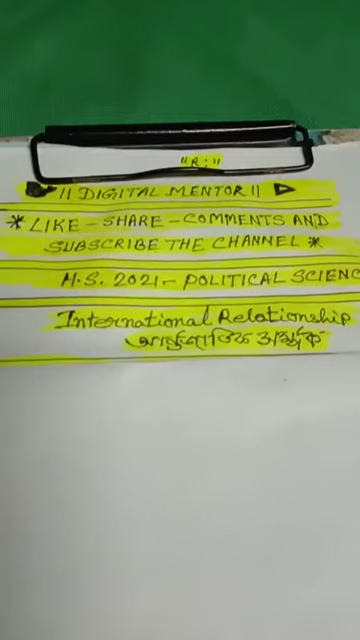 "R:"
|| DIGITAL MENTOR || ▷
* LIKE - SHARE - COMMENTS AND
SUBSCRIBE THE CHANNEL *
H.S. 2021 - POLITICAL SCIENC
International Relationship
আন্তর্জাতিক সম্পর্ক